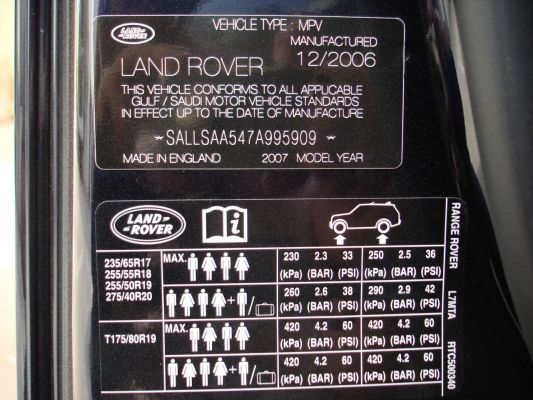 LAND-
ROVER
VEHICLE TYPE : MPV
MANUFACTURED
12/2006
LAND ROVER
THIS VEHICLE CONFORMS TO ALL APPLICABLE
GULF / SAUDI MOTOR VEHICLE STANDARDS
IN EFFECT UP TO THE DATE OF MANUFACTURE
*SALLSAA547A995909*
MADE IN ENGLAND 2007 MODEL YEAR
LAND-
ROVER
i
RANGE ROVER
L7MTA
RTC500340
235/65R17
255/55R18
255/50R19
275/40R20
MAX. 230 2.3 33 250 2.5 36
(kPa) (BAR) (PSI) (kPa) (BAR) (PSI)
+ / 260 2.6 38 290 2.9 42
(kPa) (BAR) (PSI) (kPa) (BAR) (PSI)
T175/80R19
MAX. 420 4.2 60 420 4.2 60
(kPa) (BAR) (PSI) (kPa) (BAR) (PSI)
+ / 420 4.2 60 420 4.2 60
(kPa) (BAR) (PSI) (kPa) (BAR) (PSI)